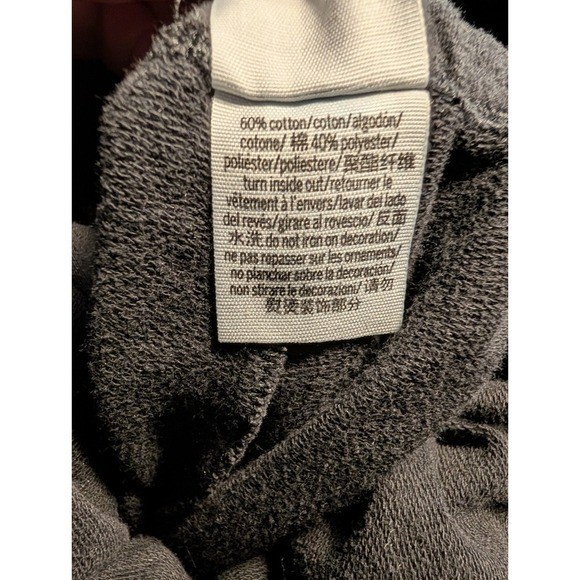 60% cotton/coton/algodón/
cotone/ 棉 40% polyester/
poliéster/poliestere/聚酯纤维
turn inside out/retourner le
vêtement à l'envers/lavar del lado
del revés/girare al rovescio/反面
水洗 do not iron on decoration/
ne pas repasser sur les ornaments/
no planchar sobre la decoración/
non stirare le decorazioni/ 请勿
熨烫装饰部分